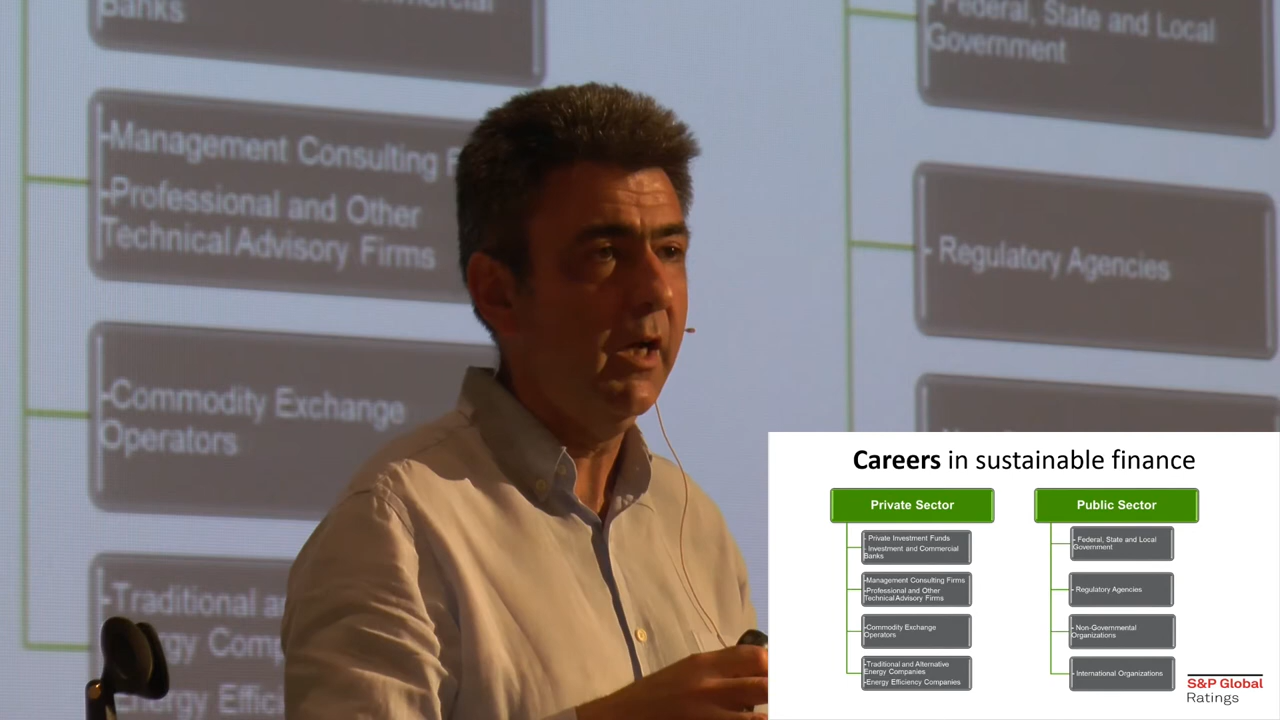 Banks
Management Consulting
-Professional and Other
Technical Advisory Firms
-Commodity Exchange
Operators
-Traditional
Energy
Energy
- Federal, State and Local
Government
- Regulatory Agencies
Careers in sustainable finance
Private Sector
- Private Investment Funds
- Investment and Commercial
Banks
-Management Consulting Firms
-Professional and Other
Technical Advisory Firms
-Commodity Exchange
Operators
-Traditional and Alternative
Energy Companies
-Energy Efficiency Companies
Public Sector
- Federal, State and Local
Government
- Regulatory Agencies
- Non-Governmental
Organizations
- International Organizations
S&P Global
Ratings